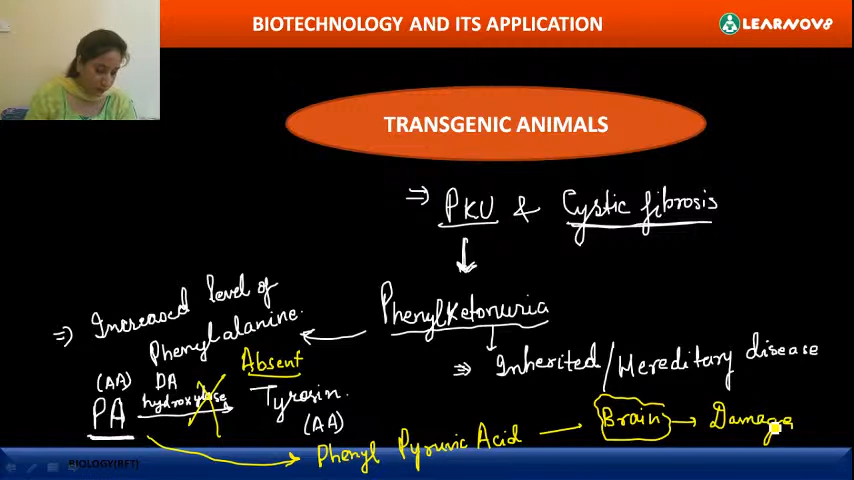 BIOTECHNOLOGY AND ITS APPLICATION
LEARNOV8
TRANSGENIC ANIMALS
⇒ PKU & Cystic fibrosis
Phenylketonuria
⇒ Increased level of
Phenylalanine.
⇒ Inherited/Hereditary disease
Absent
(AA) PA
hydroxylase
PA Tyrosin.
(AA)
Phenyl Pyruvic Acid Brain → Damage
BIOLOGY(BFT)